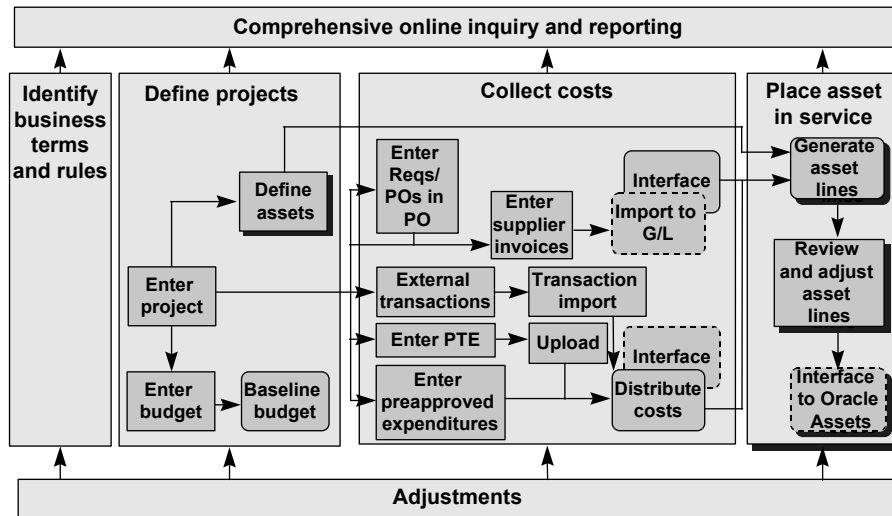 Comprehensive online inquiry and reporting
Identify
business
terms
and rules
Define projects
Define
assets
Enter
project
Enter
budget
Baseline
budget
Collect costs
Enter
Reqs/
POs in
PO
Enter
supplier
invoices
Interface
Import to
G/L
External
transactions
Transaction
import
Enter PTE
Upload
Interface
Enter
preapproved
expenditures
Distribute
costs
Place asset
in service
Generate
asset
lines
Review
and adjust
asset
lines
Interface
to Oracle
Assets
Adjustments